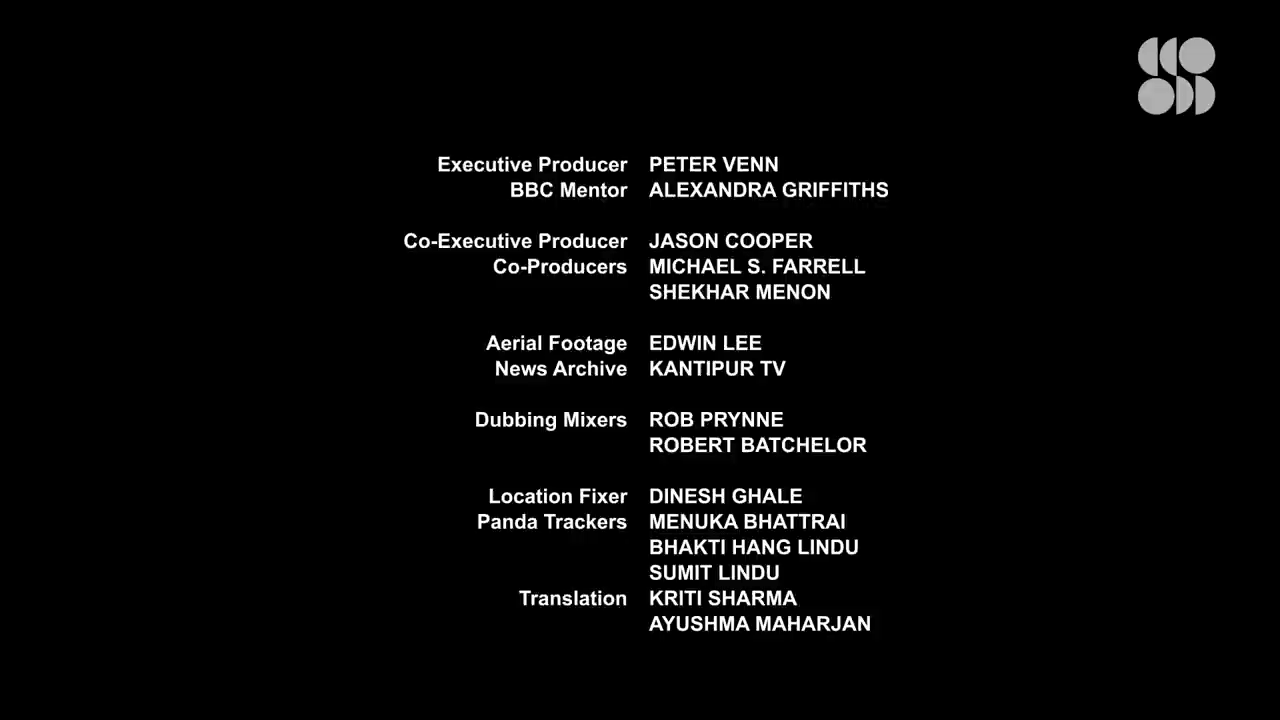 Executive Producer PETER VENN
BBC Mentor ALEXANDRA GRIFFITHS
Co-Executive Producer JASON COOPER
Co-Producers MICHAEL S. FARRELL
SHEKHAR MENON
Aerial Footage EDWIN LEE
News Archive KANTIPUR TV
Dubbing Mixers ROB PRYNNE
ROBERT BATCHELOR
Location Fixer DINESH GHALE
Panda Trackers MENUKA BHATTRAI
BHAKTI HANG LINDU
SUMIT LINDU
Translation KRITI SHARMA
AYUSHMA MAHARJAN